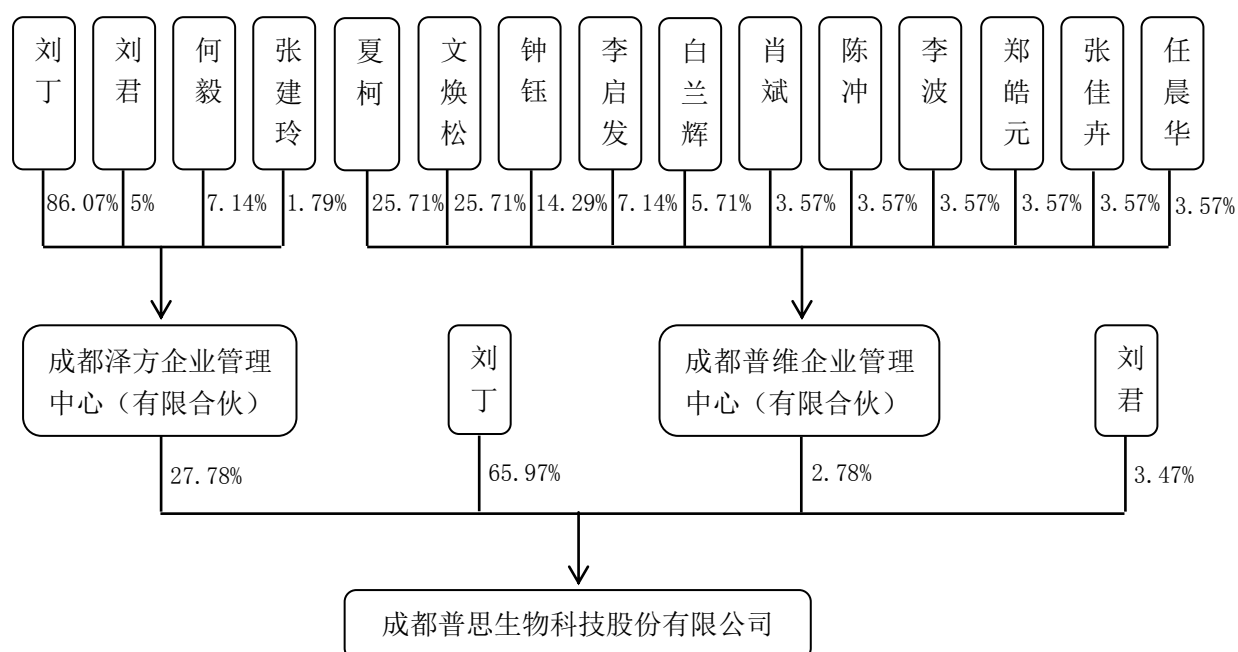 刘丁
刘君
何毅
张建玲
夏柯
文焕松
钟钰
李启发
白兰辉
肖斌
陈冲
李波
郑皓元
张佳卉
任晨华
86.07%
5%
7.14%
1.79%
25.71%
25.71%
14.29%
7.14%
5.71%
3.57%
3.57%
3.57%
3.57%
3.57%
3.57%
成都泽方企业管理
中心（有限合伙）
刘丁
成都普维企业管理
中心（有限合伙）
刘君
27.78%
65.97%
2.78%
3.47%
成都普思生物科技股份有限公司